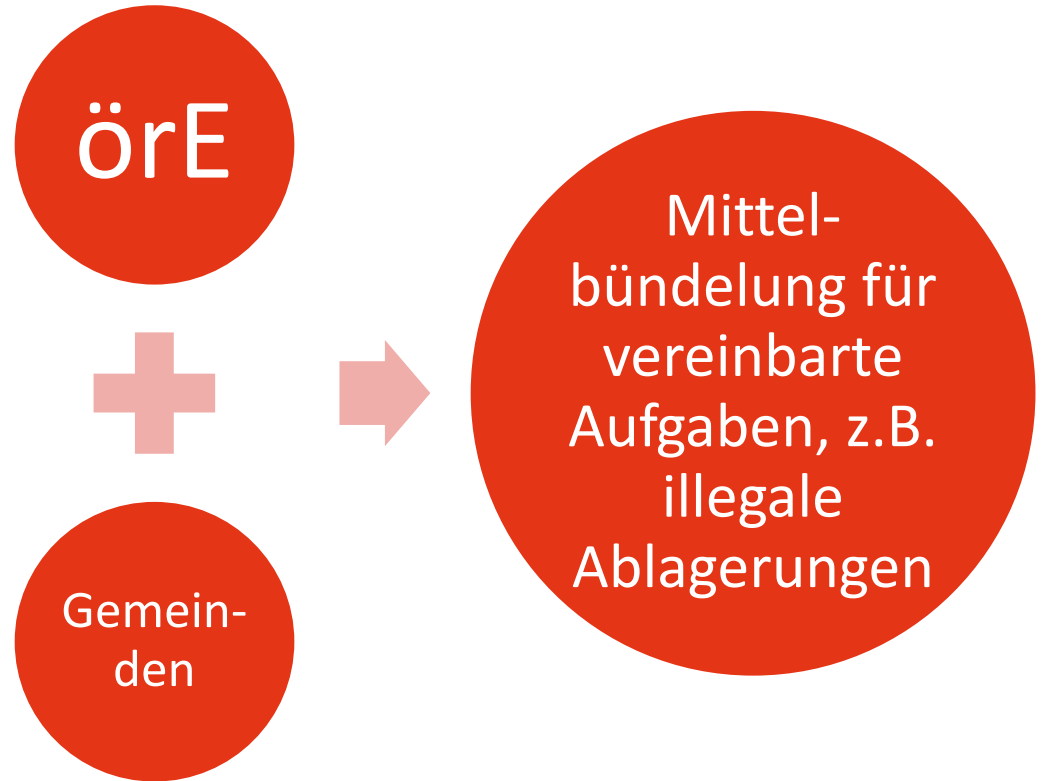 örE
Gemein-
den
Mittel-
bündelung für
vereinbarte
Aufgaben, z.B.
illegale
Ablagerungen